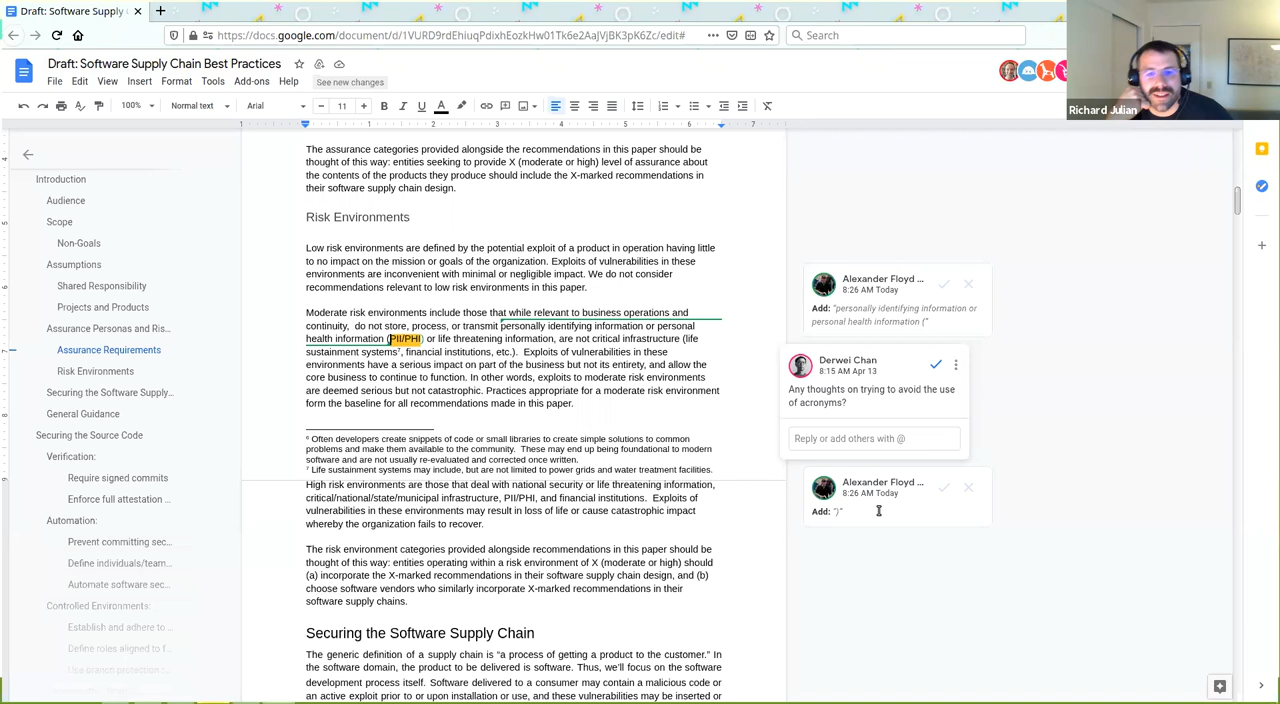 Draft: Software Supply C
https://docs.google.com/document/d/1VURD9rdEhiuqPdixhEozkHw01Tk6e2AaJVjBK3pK6Zc/edit#
Search
Draft: Software Supply Chain Best Practices
File Edit View Insert Format Tools Add-ons Help See new changes
Richard Julian
100% Normal text Arial 11 B I U A
1 1 2 3 4 5 6 7
Introduction
Audience
Scope
Non-Goals
Assumptions
Shared Responsibility
Projects and Products
Assurance Personas and Ris...
Assurance Requirements
Risk Environments
Securing the Software Supply...
General Guidance
Securing the Source Code
Verification:
Require signed commits
Enforce full attestation ...
Automation:
Prevent committing sec...
Define individuals/team...
Automate software sec...
Controlled Environments:
Establish and adhere to ...
Define roles aligned to f...
Use branch protection ...
The assurance categories provided alongside the recommendations in this paper should be
thought of this way: entities seeking to provide X (moderate or high) level of assurance about
the contents of the products they produce should include the X-marked recommendations in
their software supply chain design.
Risk Environments
Low risk environments are defined by the potential exploit of a product in operation having little
to no impact on the mission or goals of the organization. Exploits of vulnerabilities in these
environments are inconvenient with minimal or negligible impact. We do not consider
recommendations relevant to low risk environments in this paper.
Moderate risk environments include those that while relevant to business operations and
continuity, do not store, process, or transmit personally identifying information or personal
health information (PII/PHI) or life threatening information, are not critical infrastructure (life
sustainment systems⁷, financial institutions, etc.). Exploits of vulnerabilities in these
environments have a serious impact on part of the business but not its entirety, and allow the
core business to continue to function. In other words, exploits to moderate risk environments
are deemed serious but not catastrophic. Practices appropriate for a moderate risk environment
form the baseline for all recommendations made in this paper.
⁶ Often developers create snippets of code or small libraries to create simple solutions to common
problems and make them available to the community. These may end up being foundational to modern
software and are not usually re-evaluated and corrected once written.
⁷ Life sustainment systems may include, but are not limited to power grids and water treatment facilities.
High risk environments are those that deal with national security or life threatening information,
critical/national/state/municipal infrastructure, PII/PHI, and financial institutions. Exploits of
vulnerabilities in these environments may result in loss of life or cause catastrophic impact
whereby the organization fails to recover.
The risk environment categories provided alongside recommendations in this paper should be
thought of this way: entities operating within a risk environment of X (moderate or high) should
(a) incorporate the X-marked recommendations in their software supply chain design, and (b)
choose software vendors who similarly incorporate X-marked recommendations in their
software supply chains.
Securing the Software Supply Chain
The generic definition of a supply chain is “a process of getting a product to the customer.” In
the software domain, the product to be delivered is software. Thus, we’ll focus on the software
development process itself. Software delivered to a consumer may contain a malicious code or
an active exploit prior to or upon installation or use, and these vulnerabilities may be inserted or
Alexander Floyd ...
8:26 AM Today
Add: “personally identifying information or
personal health information (”
Derwei Chan
8:15 AM Apr 13
Any thoughts on trying to avoid the use
of acronyms?
Reply or add others with @
Alexander Floyd ...
8:26 AM Today
Add: “)”